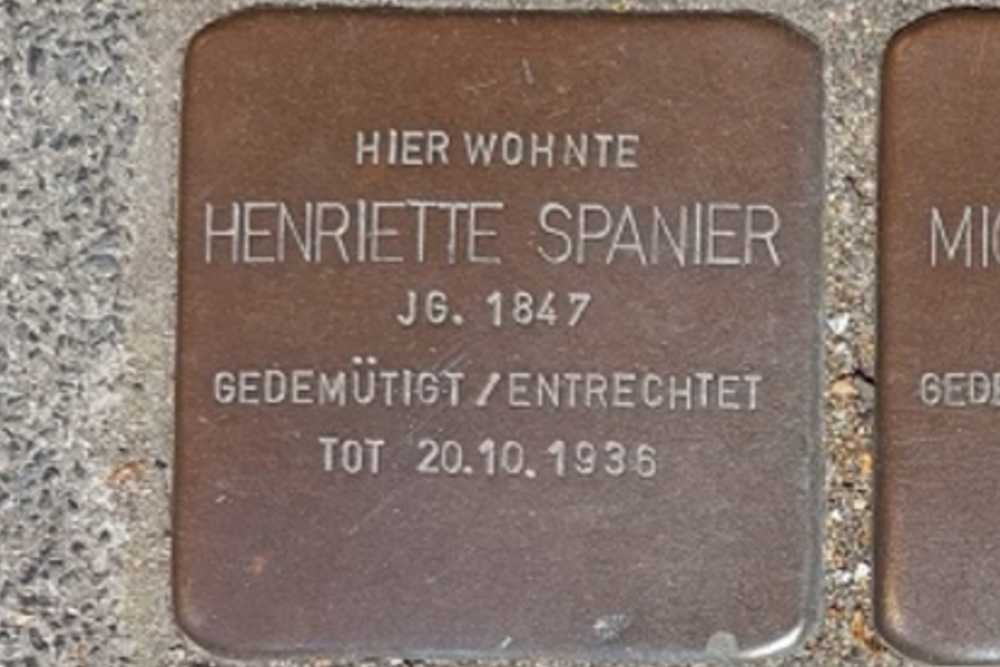 HIER WOHNTE
HENRIETTE SPANIER
JG. 1847
GEDEMÜTIGT / ENTRECHTET
TOT 20.10.1936